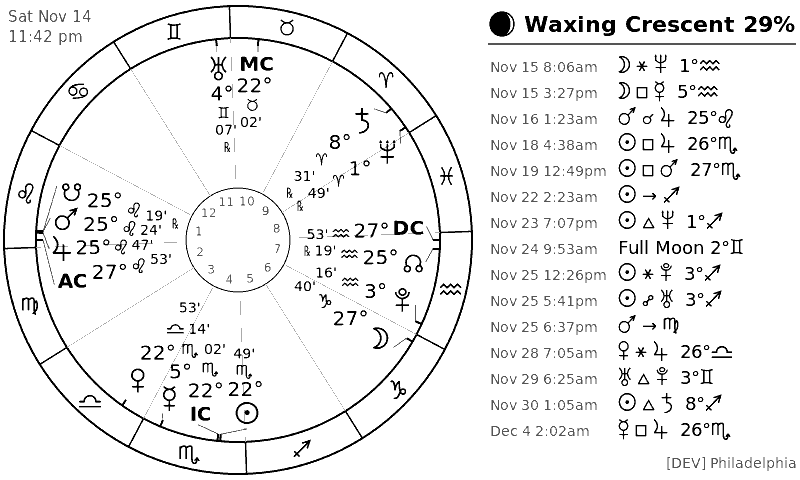 Sat Nov 14
11:42 pm
Waxing Crescent 29%
Nov 15 8:06am ☽ ⚹ ♆ 1°♒
Nov 15 3:27pm ☽ □ ☿ 5°♒
Nov 16 1:23am ♂ ☌ ♃ 25°♌
Nov 18 4:38am ☉ □ ♃ 26°♏
Nov 19 12:49pm ☉ □ ♂ 27°♏
Nov 22 2:23am ☉ → ♐
Nov 23 7:07pm ☉ △ ♆ 1°♐
Nov 24 9:53am Full Moon 2°♊
Nov 25 12:26pm ☉ ⚹ ⯓ 3°♐
Nov 25 5:41pm ☉ ☍ ♅ 3°♐
Nov 25 6:37pm ♂ → ♍
Nov 28 7:05am ♀ ⚹ ♃ 26°♎
Nov 29 6:25am ♅ △ ⯓ 3°♊
Nov 30 1:05am ☉ △ ♄ 8°♐
Dec 4 2:02am ☿ □ ♃ 26°♏
[DEV] Philadelphia
♊
♉
♋
♈
♌
♓
♍
♒
♎
♑
♏
♐
♅ 4° ♊ 07' ℞
MC 22° ♉ 02'
♄ 8° ♈ 31' ℞
♆ 1° ♈ 49' ℞
☋ 25° ♌ 19' ℞
♂ 25° ♌ 24'
♃ 25° ♌ 47'
AC 27° ♌ 53'
DC 27° ♒ 53'
☊ 25° ♒ 19' ℞
⯓ 3° ♒ 16'
☽ 27° ♑ 40'
♀ 22° ♎ 53'
☿ 5° ♏ 14'
IC 22° ♏ 02'
☉ 22° ♏ 49'
11 10
12 9
1 8
2 7
3 6
4 5